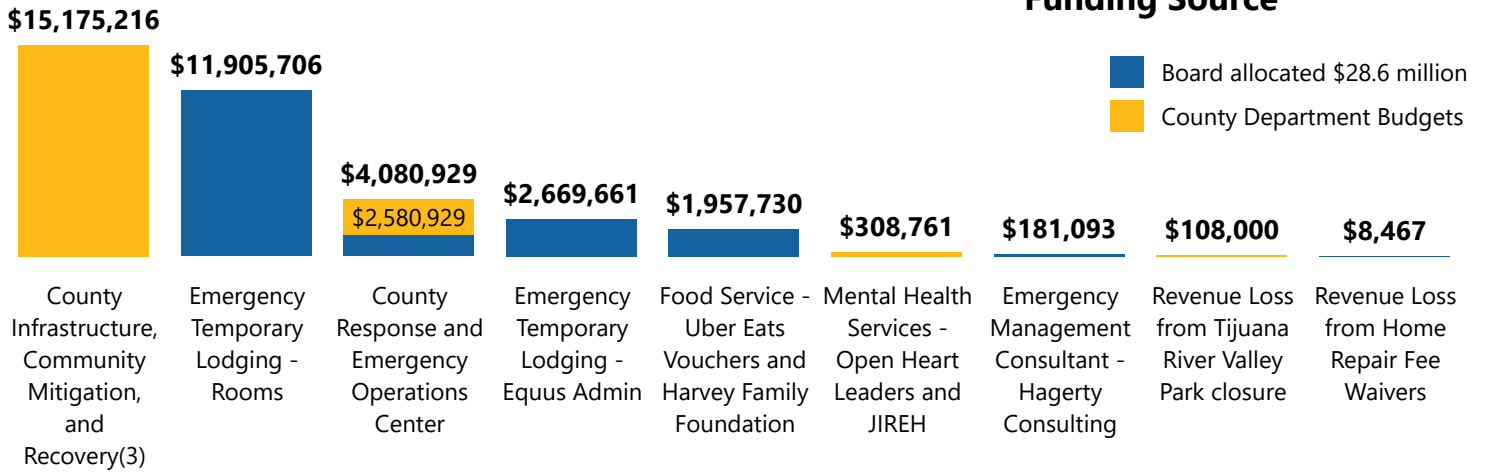 Funding Source
Board allocated $28.6 million
County Department Budgets
$15,175,216
$11,905,706
$4,080,929
$2,580,929
$2,669,661
$1,957,730
$308,761
$181,093
$108,000
$8,467
County
Infrastructure,
Community
Mitigation,
and
Recovery(3)
Emergency
Temporary
Lodging -
Rooms
County
Response and
Emergency
Operations
Center
Emergency
Temporary
Lodging -
Equus Admin
Food Service -
Uber Eats
Vouchers and
Harvey Family
Foundation
Mental Health
Services -
Open Heart
Leaders and
JIREH
Emergency
Management
Consultant -
Hagerty
Consulting
Revenue Loss
from Tijuana
River Valley
Park closure
Revenue Loss
from Home
Repair Fee
Waivers